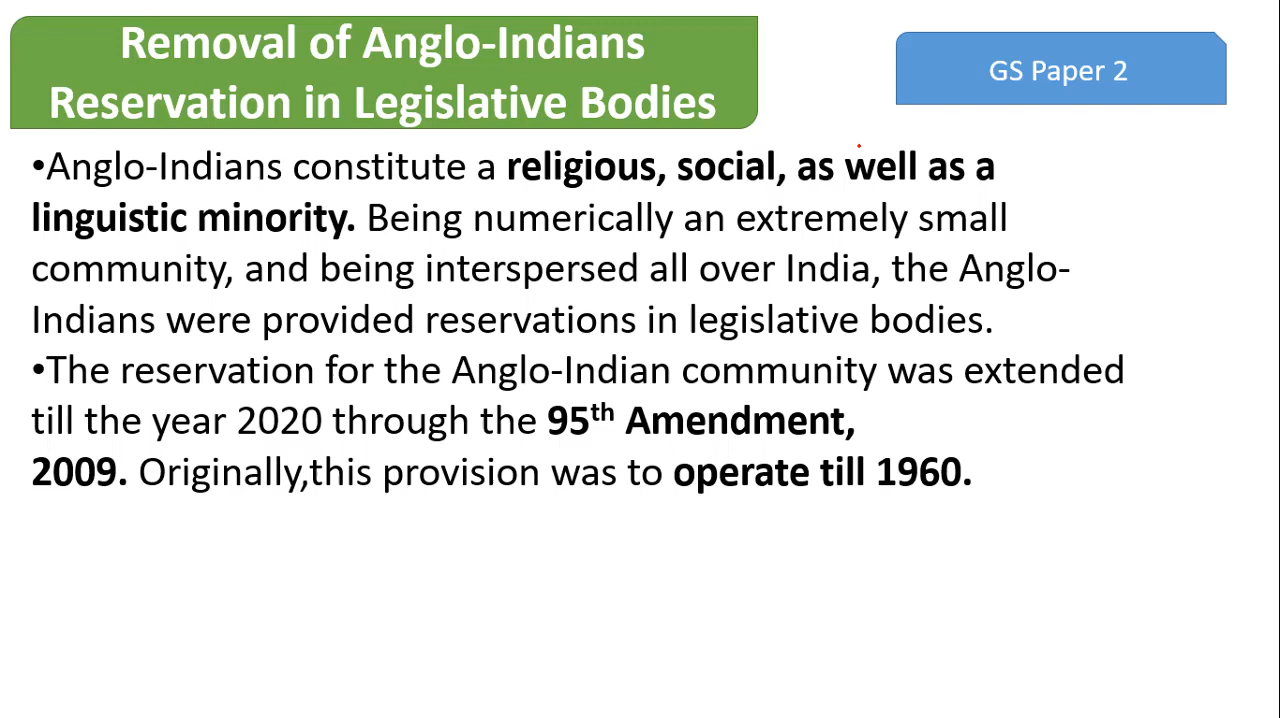 Removal of Anglo-Indians
Reservation in Legislative Bodies
GS Paper 2
•Anglo-Indians constitute a religious, social, as well as a
linguistic minority. Being numerically an extremely small
community, and being interspersed all over India, the Anglo-
Indians were provided reservations in legislative bodies.
•The reservation for the Anglo-Indian community was extended
till the year 2020 through the 95th Amendment,
2009. Originally,this provision was to operate till 1960.